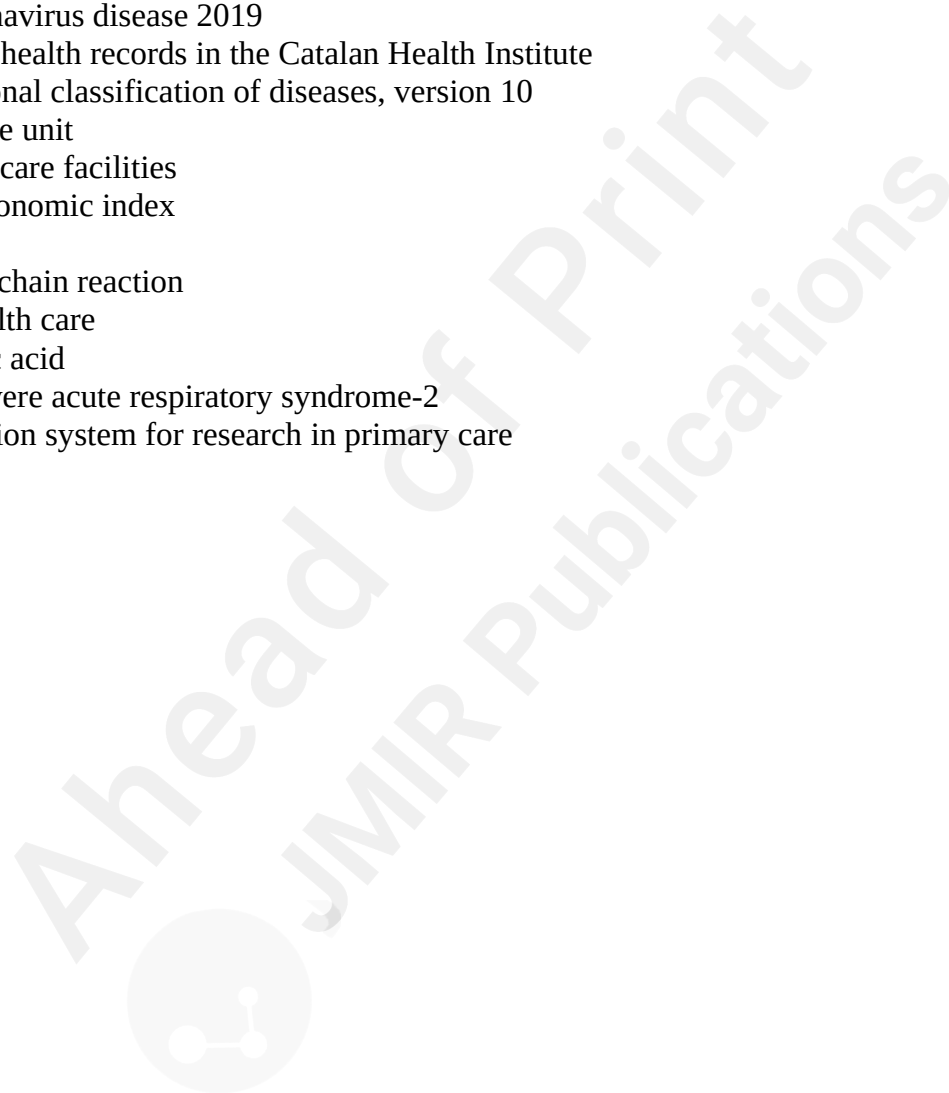 navirus disease 2019
health records in the Catalan Health Institute
onal classification of diseases, version 10
e unit
care facilities
onomic index
chain reaction
lth care
c acid
vere acute respiratory syndrome-2
ion system for research in primary care
Ahead of Print
JMIR Publications